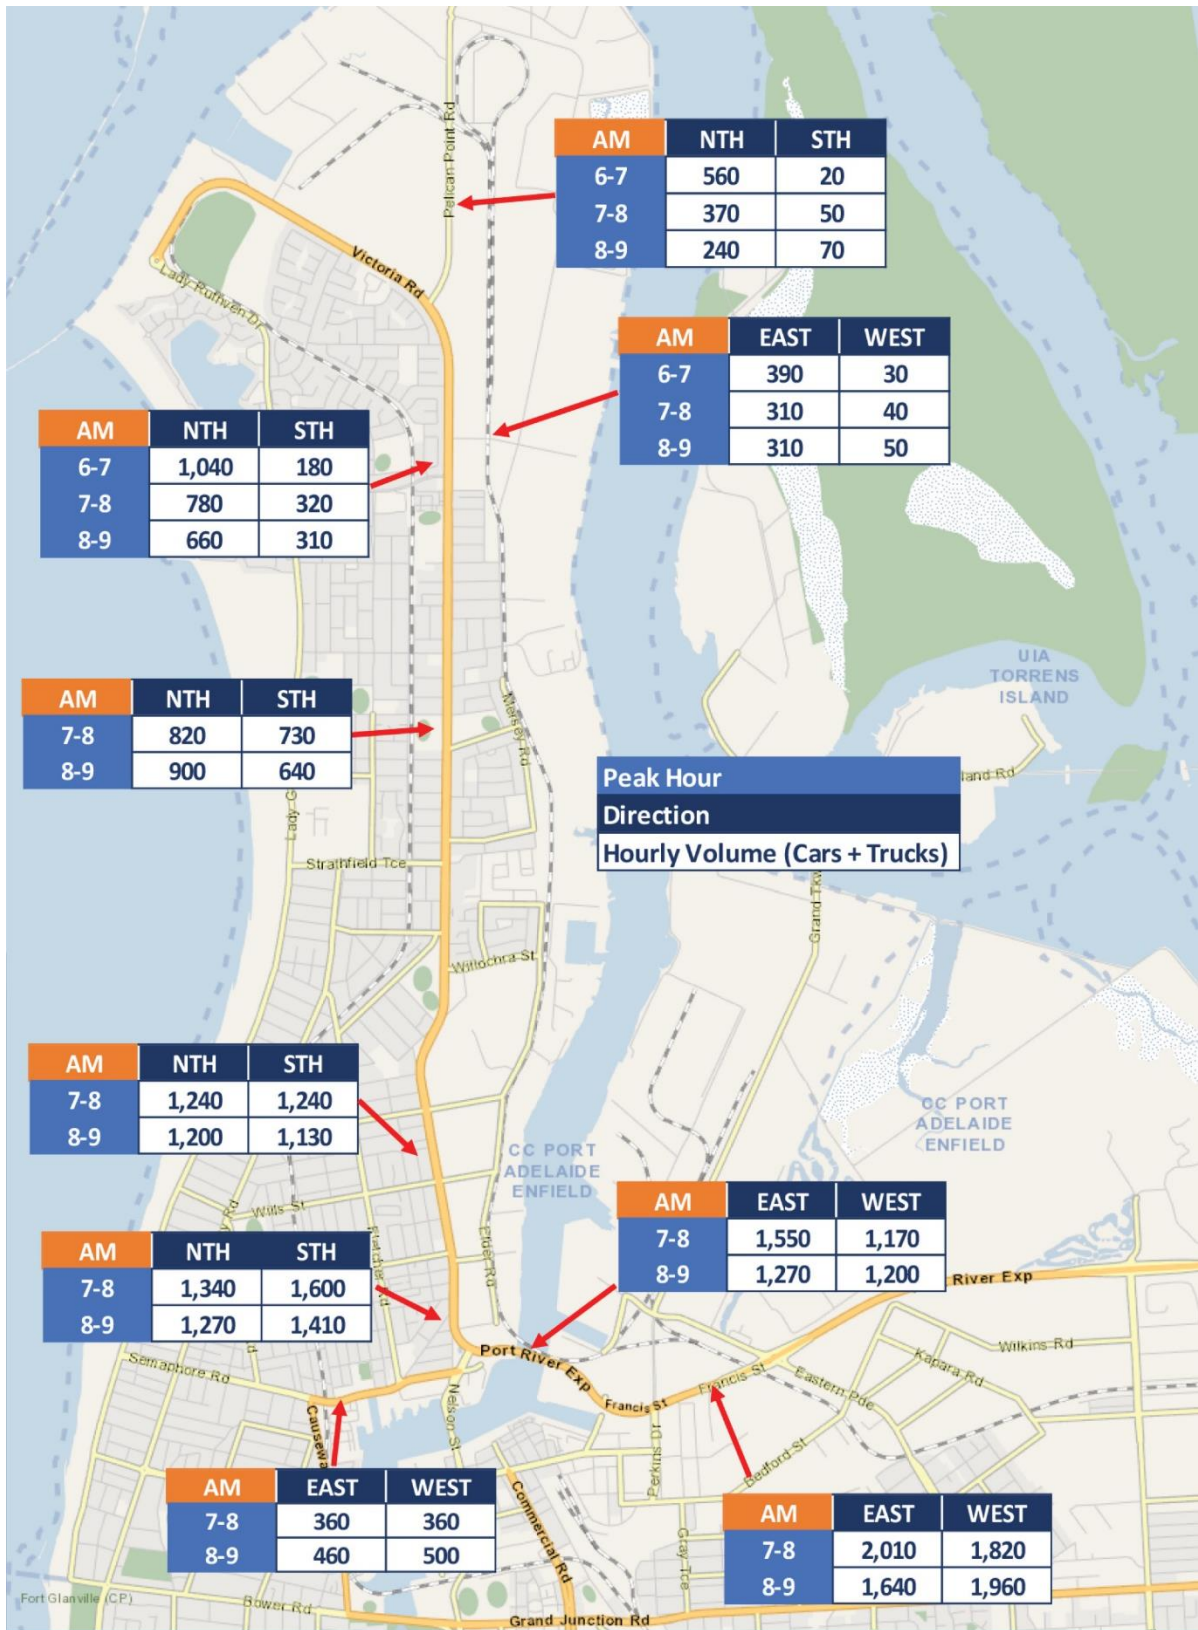 Pelican Point Rd
AM NTH STH
6-7 560 20
7-8 370 50
8-9 240 70
Victoria Rd
Lady Ruthven Dr
AM EAST WEST
6-7 390 30
7-8 310 40
8-9 310 50
AM NTH STH
6-7 1,040 180
7-8 780 320
8-9 660 310
UIA
TORRENS
ISLAND
AM NTH STH
7-8 820 730
8-9 900 640
Mersey Rd
Peak Hour
Direction
Hourly Volume (Cars + Trucks)
land Rd
Lady G
Strathfield Tce
Grand Tkw
Willochra St
AM NTH STH
7-8 1,240 1,240
8-9 1,200 1,130
CC PORT
ADELAIDE
ENFIELD
CC PORT
ADELAIDE
ENFIELD
AM EAST WEST
7-8 1,550 1,170
8-9 1,270 1,200
Wills St
y Rd
Fletcher Rd
Elder Rd
AM NTH STH
7-8 1,340 1,600
8-9 1,270 1,410
River Exp
Port River Exp
Semaphore Rd
Rd
Wilkins Rd
Kapara Rd
Francis St
Eastern Pde
Francis St
Nelson St
Causewa
Perkins Dr
Bedford St
AM EAST WEST
7-8 360 360
8-9 460 500
Commercial Rd
AM EAST WEST
7-8 2,010 1,820
8-9 1,640 1,960
Gray Tce
Fort Glanville (CP)
Bower Rd
Grand Junction Rd